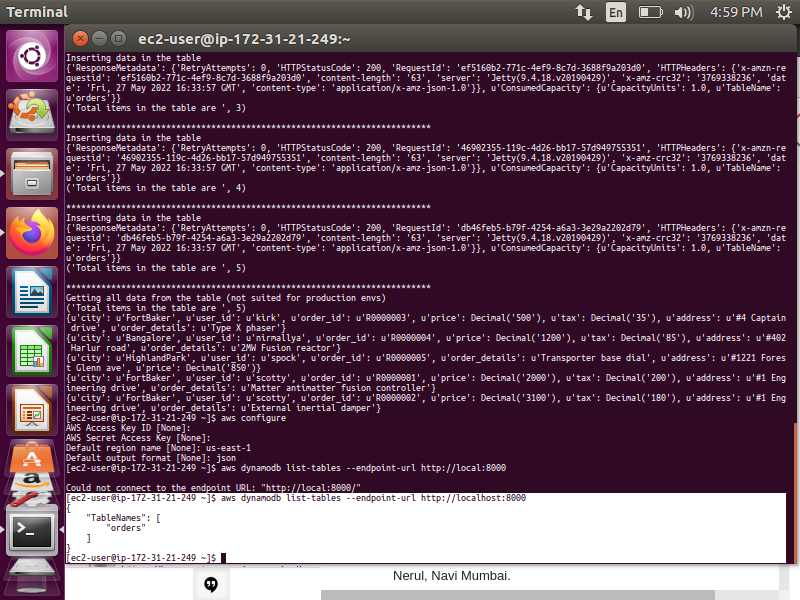 Terminal
En
4:59 PM
ec2-user@ip-172-31-21-249:~
Inserting data in the table
{'ResponseMetadata': {'RetryAttempts': 0, 'HTTPStatusCode': 200, 'RequestId': 'ef5160b2-771c-4ef9-8c7d-3688f9a203d0', 'HTTPHeaders': {'x-amzn-re
questid': 'ef5160b2-771c-4ef9-8c7d-3688f9a203d0', 'content-length': '63', 'server': 'Jetty(9.4.18.v20190429)', 'x-amz-crc32': '3769338236', 'dat
e': 'Fri, 27 May 2022 16:33:57 GMT', 'content-type': 'application/x-amz-json-1.0'}}, u'ConsumedCapacity': {u'CapacityUnits': 1.0, u'TableName':
u'orders'}}
('Total items in the table are ', 3)
*************************************************************************
Inserting data in the table
{'ResponseMetadata': {'RetryAttempts': 0, 'HTTPStatusCode': 200, 'RequestId': '46902355-119c-4d26-bb17-57d949755351', 'HTTPHeaders': {'x-amzn-re
questid': '46902355-119c-4d26-bb17-57d949755351', 'content-length': '63', 'server': 'Jetty(9.4.18.v20190429)', 'x-amz-crc32': '3769338236', 'dat
e': 'Fri, 27 May 2022 16:33:57 GMT', 'content-type': 'application/x-amz-json-1.0'}}, u'ConsumedCapacity': {u'CapacityUnits': 1.0, u'TableName':
u'orders'}}
('Total items in the table are ', 4)
*************************************************************************
Inserting data in the table
{'ResponseMetadata': {'RetryAttempts': 0, 'HTTPStatusCode': 200, 'RequestId': 'db46feb5-b79f-4254-a6a3-3e29a2202d79', 'HTTPHeaders': {'x-amzn-re
questid': 'db46feb5-b79f-4254-a6a3-3e29a2202d79', 'content-length': '63', 'server': 'Jetty(9.4.18.v20190429)', 'x-amz-crc32': '3769338236', 'dat
e': 'Fri, 27 May 2022 16:33:57 GMT', 'content-type': 'application/x-amz-json-1.0'}}, u'ConsumedCapacity': {u'CapacityUnits': 1.0, u'TableName':
u'orders'}}
('Total items in the table are ', 5)
*************************************************************************
Getting all data from the table (not suited for production envs)
('Total items in the table are ', 5)
{u'city': u'FortBaker', u'user_id': u'kirk', u'order_id': u'R0000003', u'price': Decimal('500'), u'tax': Decimal('35'), u'address': u'#4 Captain
 drive', u'order_details': u'Type X phaser'}
{u'city': u'Bangalore', u'user_id': u'nirmallya', u'order_id': u'R0000004', u'price': Decimal('1200'), u'tax': Decimal('85'), u'address': u'#402
 Harlur road', u'order_details': u'2MW Fusion reactor'}
{u'city': u'HighlandPark', u'user_id': u'spock', u'order_id': u'R0000005', u'order_details': u'Transporter base dial', u'address': u'#1221 Fores
t Glenn ave', u'price': Decimal('850')}
{u'city': u'FortBaker', u'user_id': u'scotty', u'order_id': u'R0000001', u'price': Decimal('2000'), u'tax': Decimal('200'), u'address': u'#1 Eng
ineering drive', u'order_details': u'Matter antimatter fusion controller'}
{u'city': u'FortBaker', u'user_id': u'scotty', u'order_id': u'R0000002', u'price': Decimal('3100'), u'tax': Decimal('180'), u'address': u'#1 Eng
ineering drive', u'order_details': u'External inertial damper'}
[ec2-user@ip-172-31-21-249 ~]$ aws configure
AWS Access Key ID [None]:
AWS Secret Access Key [None]:
Default region name [None]: us-east-1
Default output format [None]: json
[ec2-user@ip-172-31-21-249 ~]$ aws dynamodb list-tables --endpoint-url http://local:8000
Could not connect to the endpoint URL: "http://local:8000/"
[ec2-user@ip-172-31-21-249 ~]$ aws dynamodb list-tables --endpoint-url http://localhost:8000
{
    "TableNames": [
        "orders"
    ]
}
[ec2-user@ip-172-31-21-249 ~]$
Nerul, Navi Mumbai.